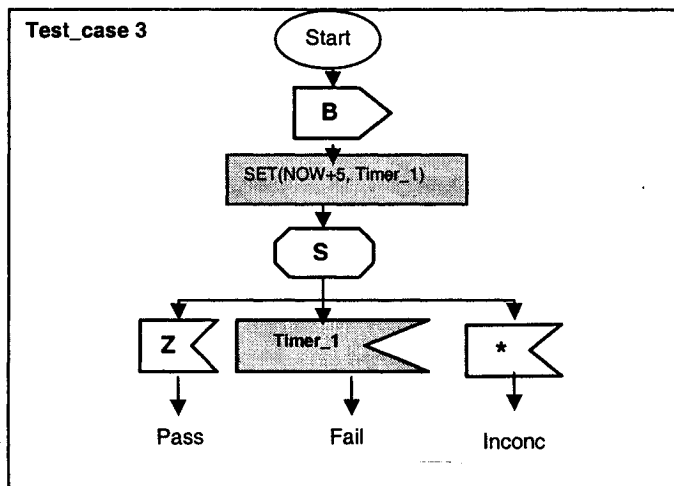 Test_case 3
Start
B
SET(NOW+5, Timer_1)
S
Z
Timer_1
*
Pass
Fail
Inconc